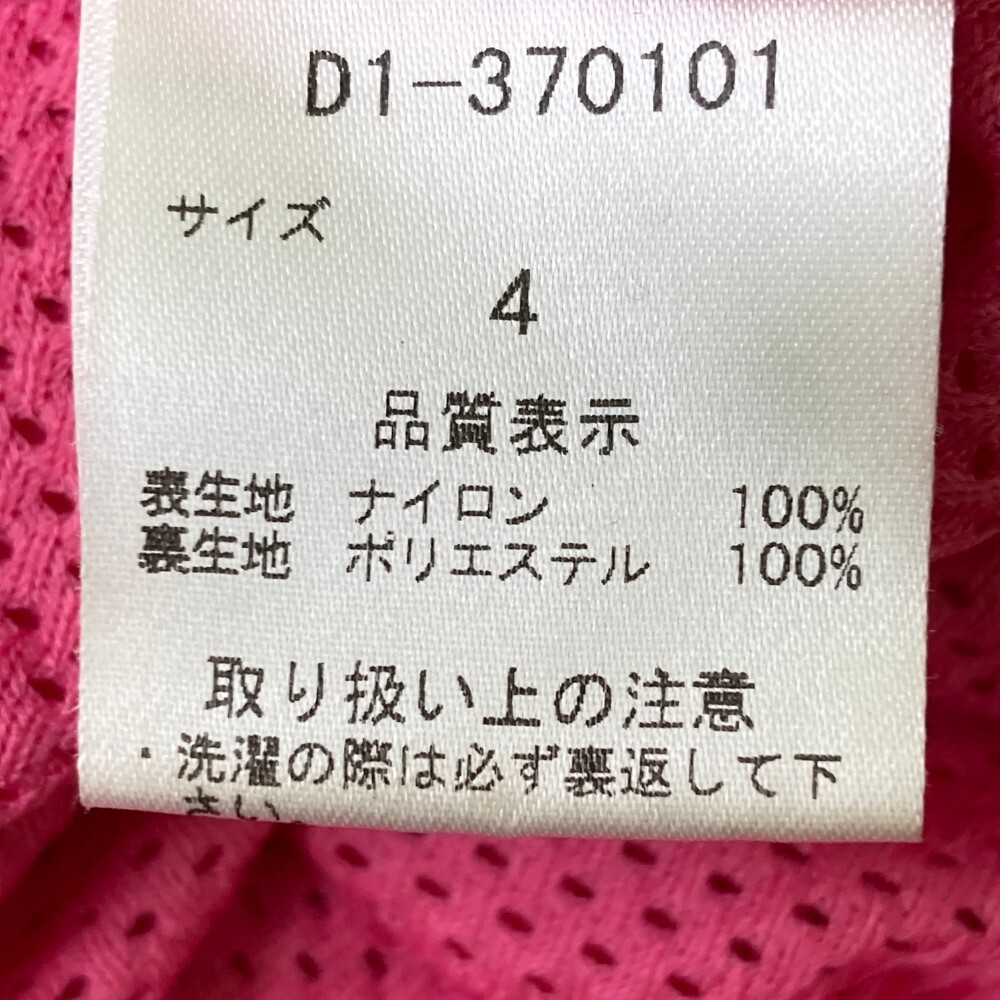 D1-370101
サイズ
4
品質表示
表生地 ナイロン 100%
裏生地 ポリエステル 100%
取り扱い上の注意
・洗濯の際は必ず裏返して下
さい。